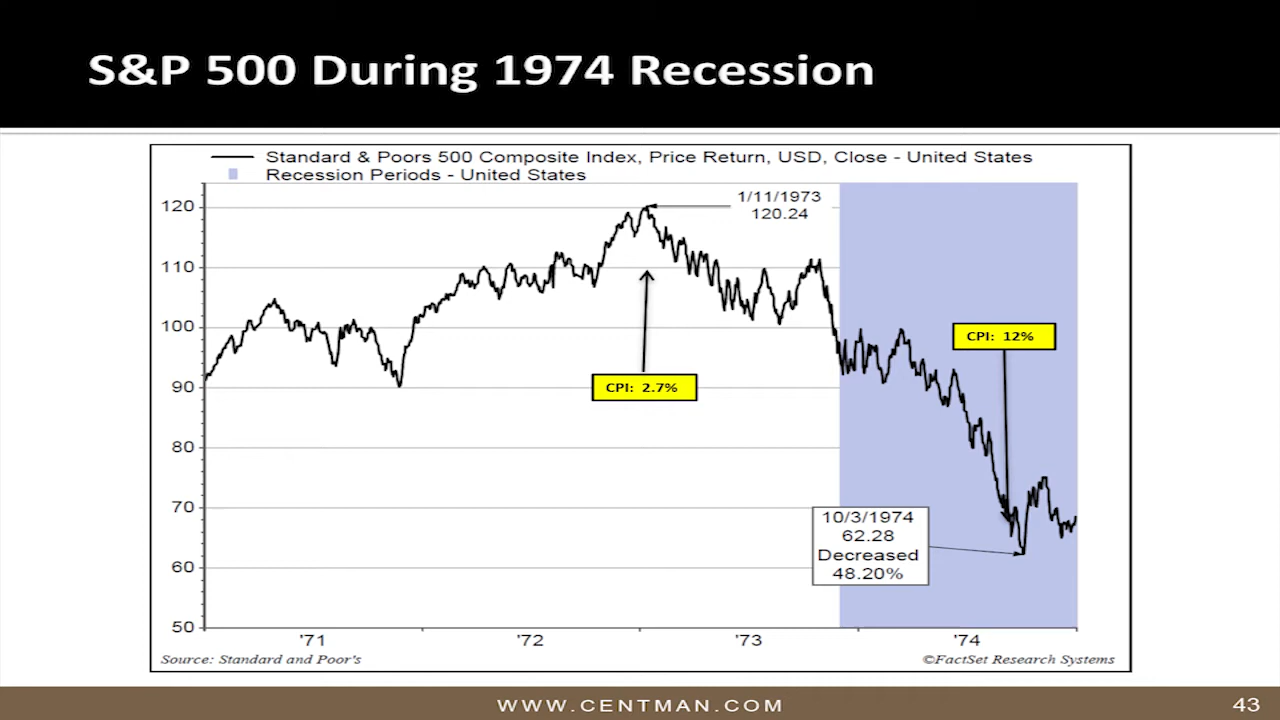 S&P 500 During 1974 Recession
Standard & Poors 500 Composite Index, Price Return, USD, Close - United States
Recession Periods - United States
120
110
100
90
80
70
60
50
1/11/1973
120.24
CPI: 2.7%
CPI: 12%
10/3/1974
62.28
Decreased
48.20%
'71
'72
'73
'74
Source: Standard and Poor's
©FactSet Research Systems
WWW.CENTMAN.COM
43